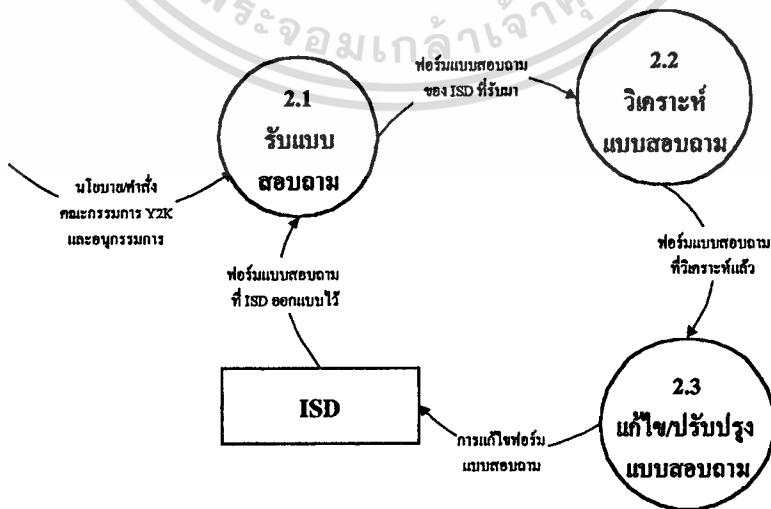 พระจอมเกล้าเจ้าคุ
2.1
รับแบบ
สอบถาม
ฟอร์มแบบสอบถาม
ของ ISD ที่รับมา
2.2
วิเคราะห์
แบบสอบถาม
นโยบาย/คำสั่ง
คณะกรรมการ Y2K
และอนุกรรมการ
ฟอร์มแบบสอบถาม
ที่ ISD ออกแบบไว้
ฟอร์มแบบสอบถาม
ที่วิเคราะห์แล้ว
ISD
การแก้ไขฟอร์ม
แบบสอบถาม
2.3
แก้ไข/ปรับปรุง
แบบสอบถาม